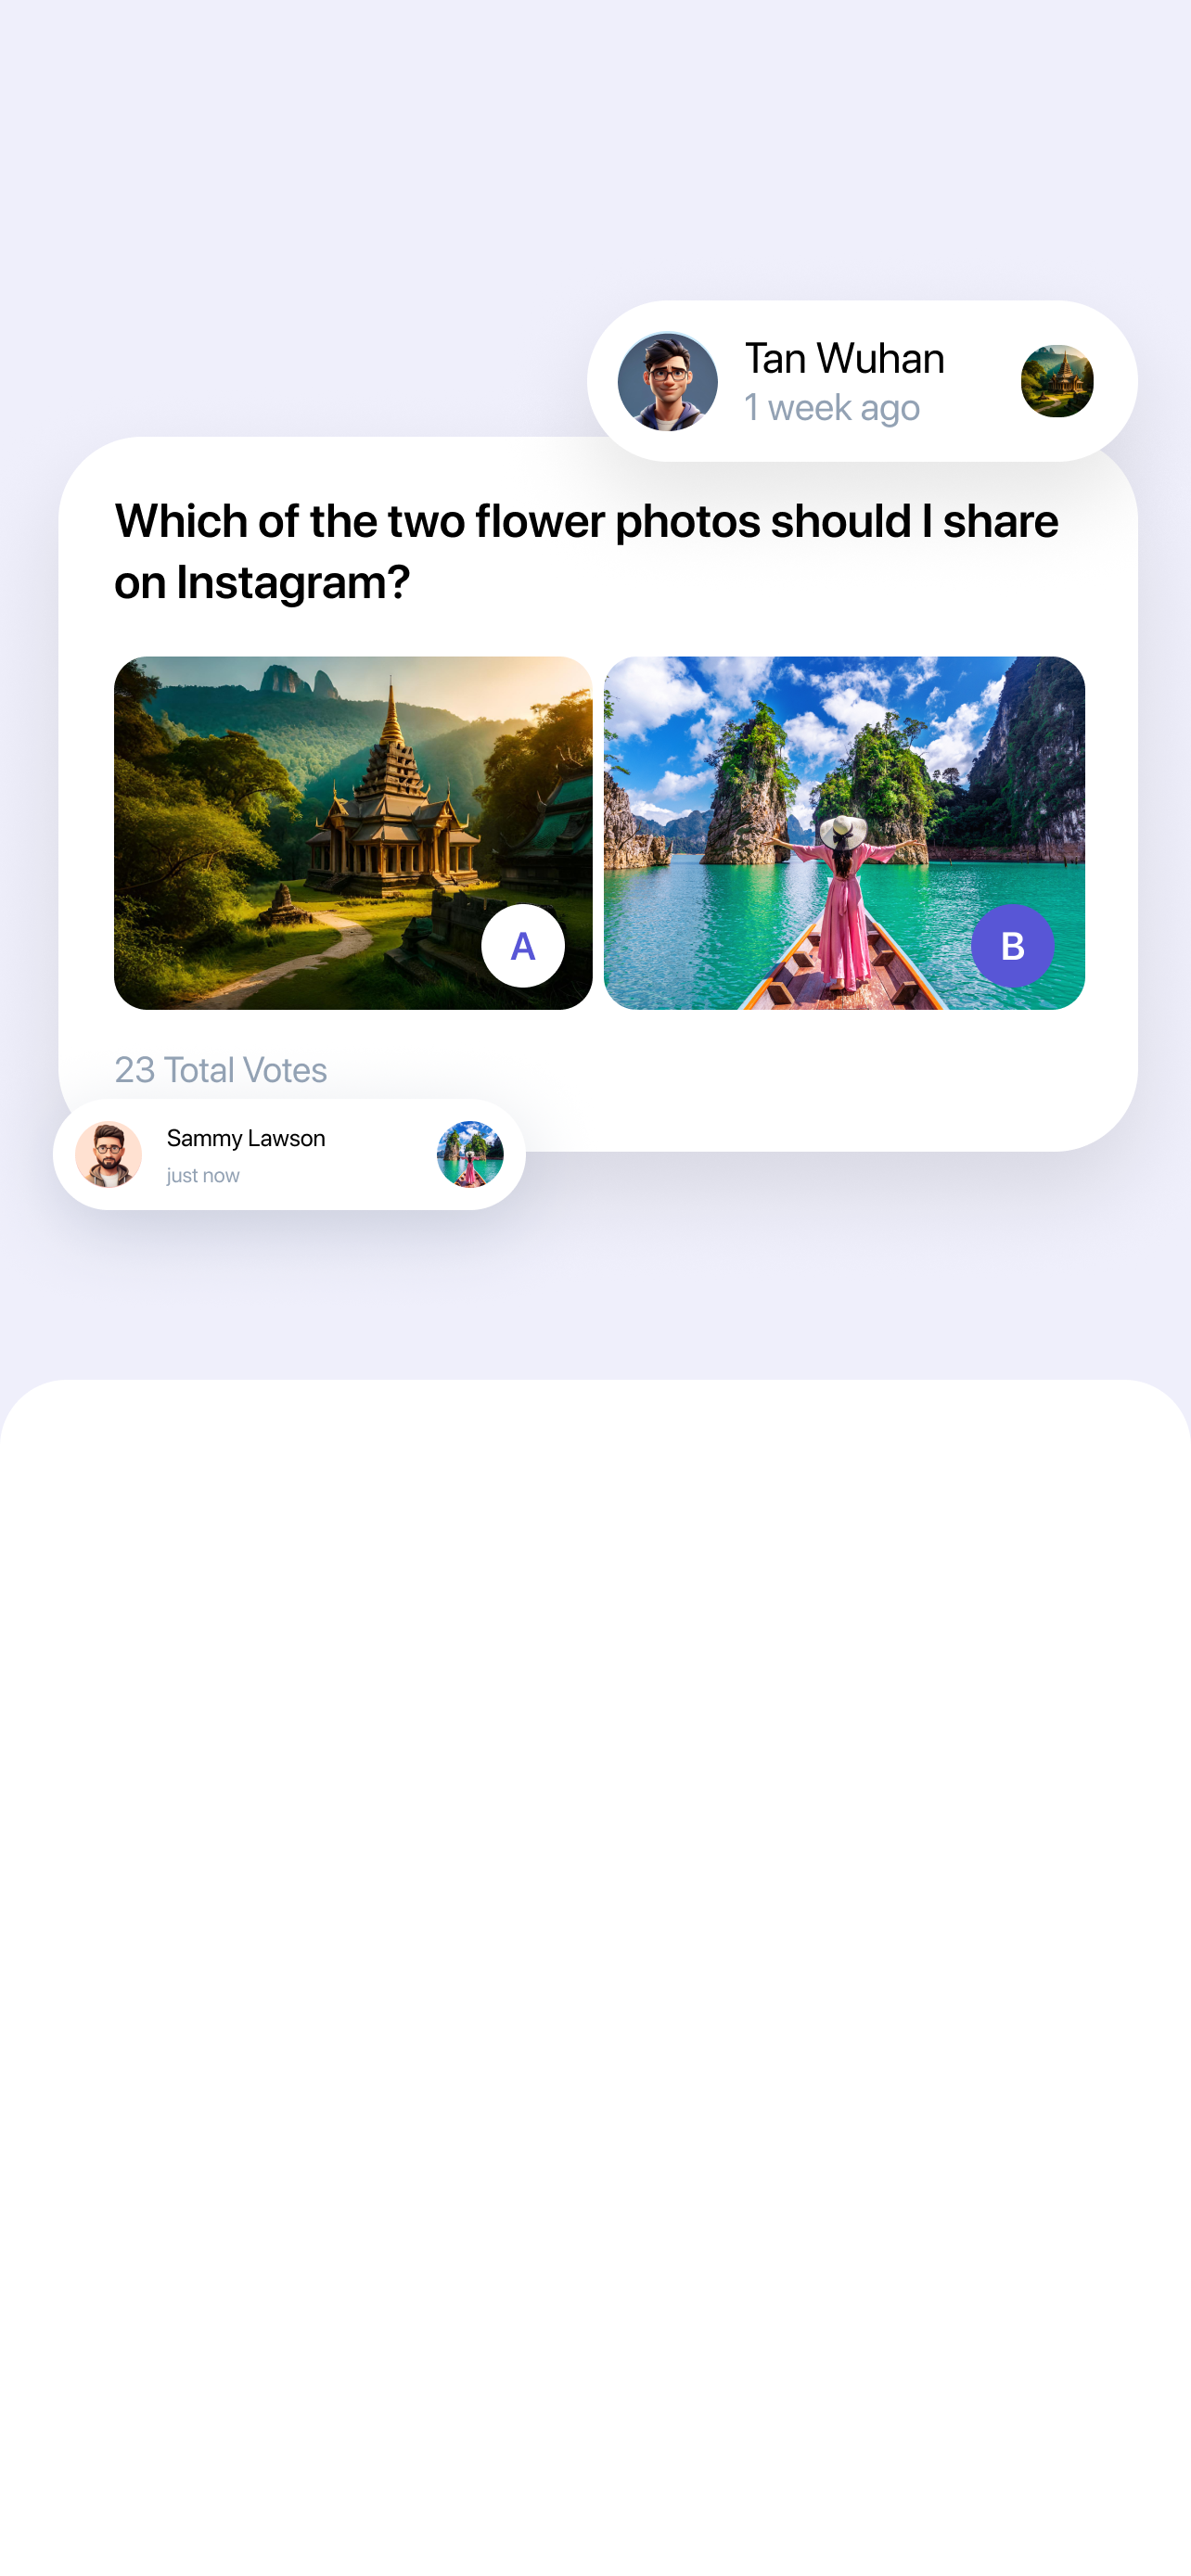 Tan Wuhan
1 week ago
Which of the two flower photos should I share
on Instagram?
A
B
23 Total Votes
Sammy Lawson
just now